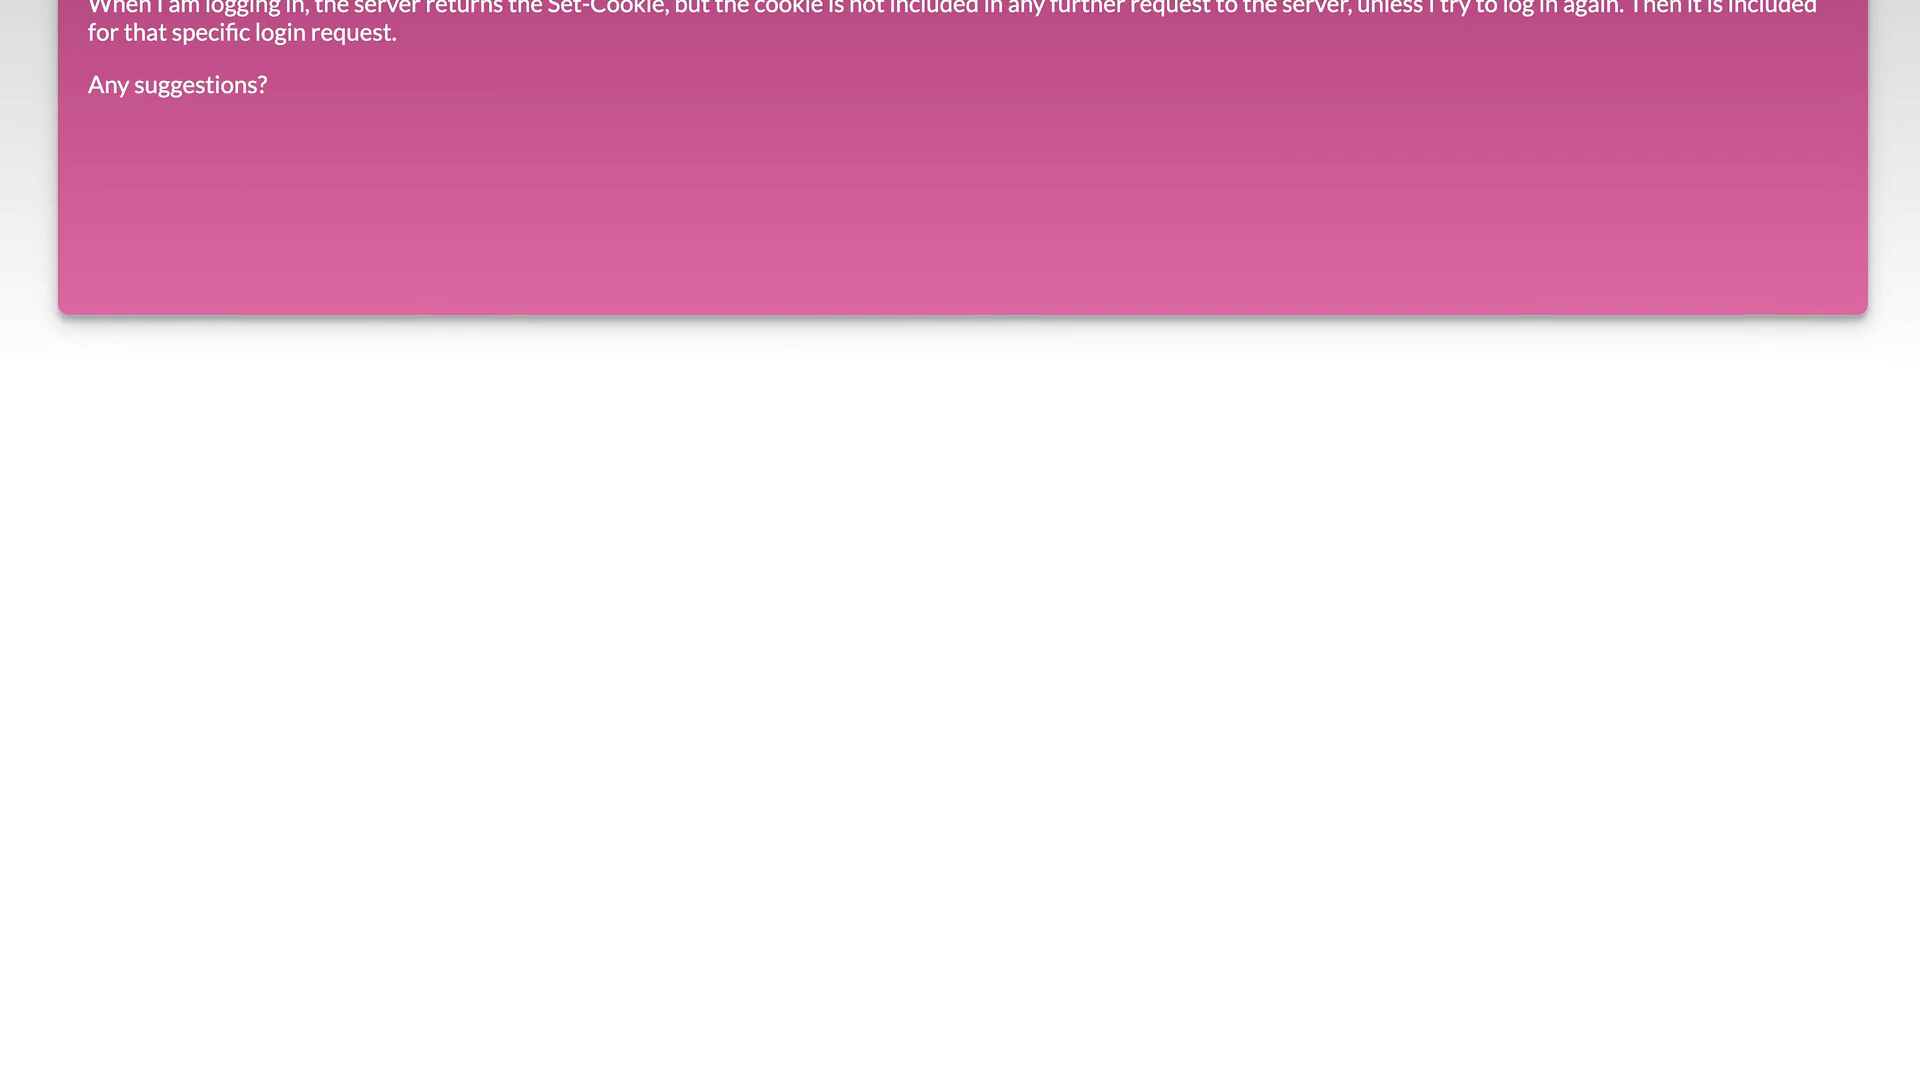 When I am logging in, the server returns the Set-Cookie, but the cookie is not included in any further request to the server, unless I try to log in again. Then it is included
for that specific login request.
Any suggestions?